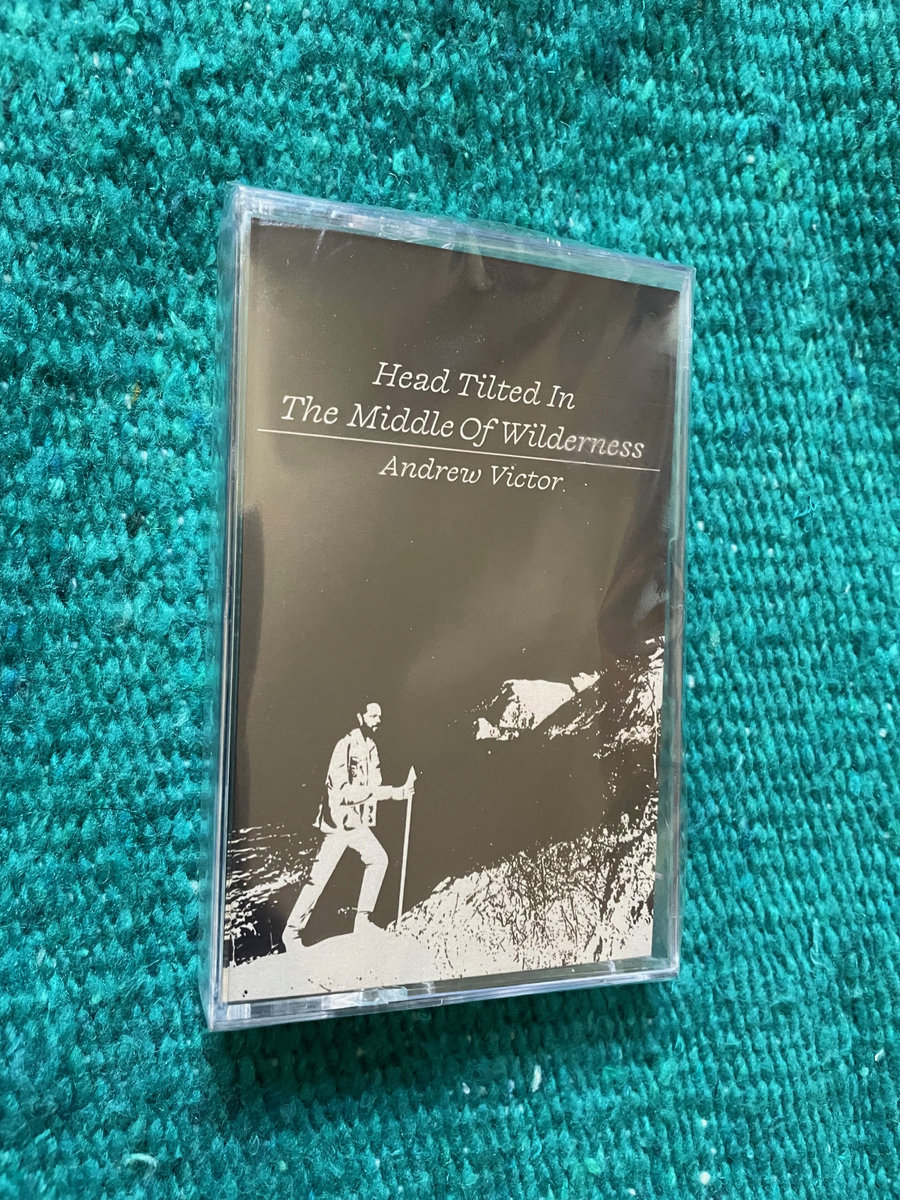 Head Tilted In
The Middle Of Wilderness
Andrew Victor